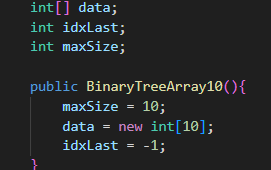 int[] data;
int idxLast;
int maxSize;
public BinaryTreeArray10(){
maxSize = 10;
data = new int[10];
idxLast = -1;
}